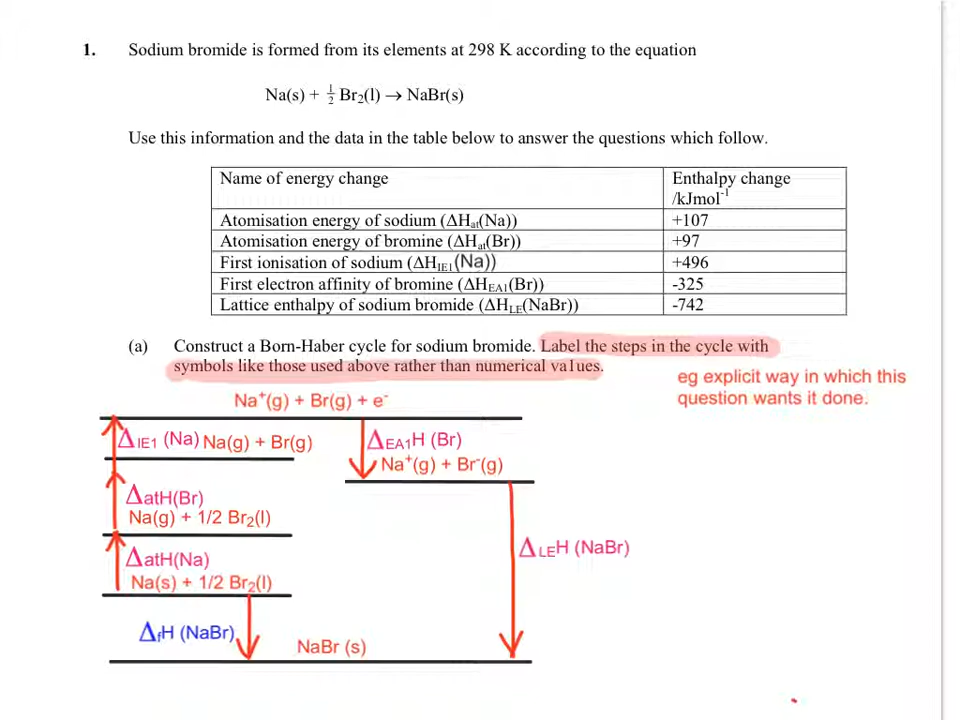 1. Sodium bromide is formed from its elements at 298 K according to the equation
Na(s) + ½ Br₂(l) → NaBr(s)
Use this information and the data in the table below to answer the questions which follow.
Name of energy change Enthalpy change /kJmol⁻¹
Atomisation energy of sodium (ΔHₐₜ(Na)) +107
Atomisation energy of bromine (ΔHₐₜ(Br)) +97
First ionisation of sodium (ΔH_IE1(Na)) +496
First electron affinity of bromine (ΔH_EA1(Br)) -325
Lattice enthalpy of sodium bromide (ΔH_LE(NaBr)) -742
(a) Construct a Born-Haber cycle for sodium bromide. Label the steps in the cycle with
symbols like those used above rather than numerical values.
eg explicit way in which this
question wants it done.
Na⁺(g) + Br(g) + e⁻
Δ IE1 (Na) Na(g) + Br(g)
Δ EA1H (Br)
Na⁺(g) + Br⁻(g)
ΔatH(Br)
Na(g) + 1/2 Br₂(l)
Δ LEH (NaBr)
ΔatH(Na)
Na(s) + 1/2 Br₂(l)
ΔfH (NaBr)
NaBr (s)